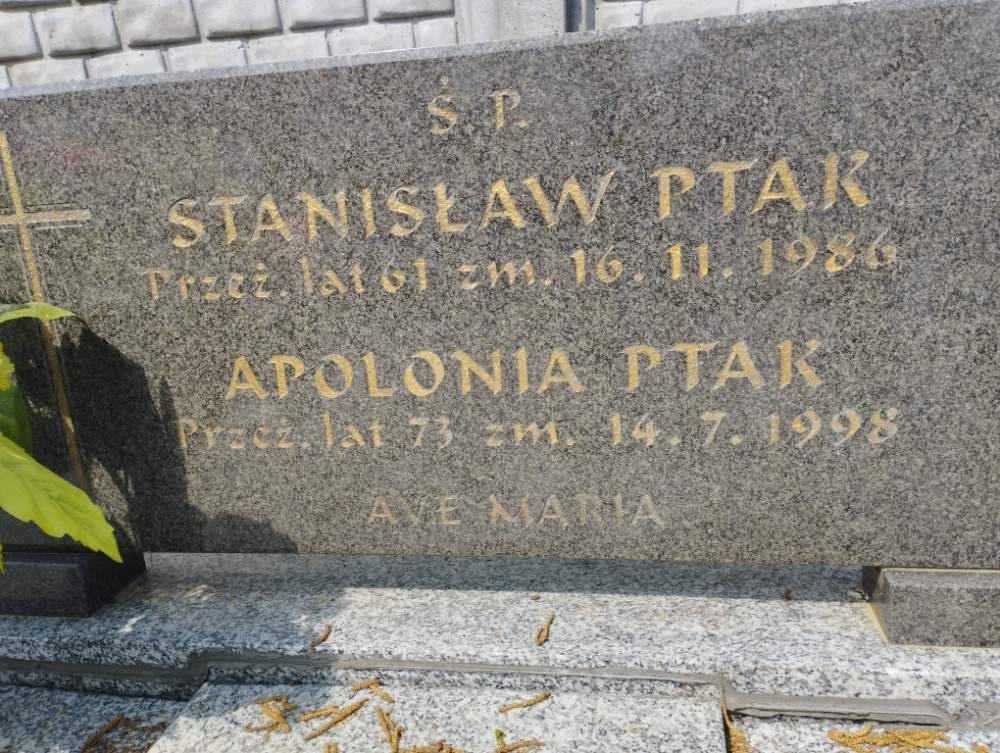 Ś. P.
STANISŁAW PTAK
Przeż. lat 61 zm. 16. 11. 1986
APOLONIA PTAK
Przeż. lat 73 zm. 14. 7. 1998
AVE MARIA